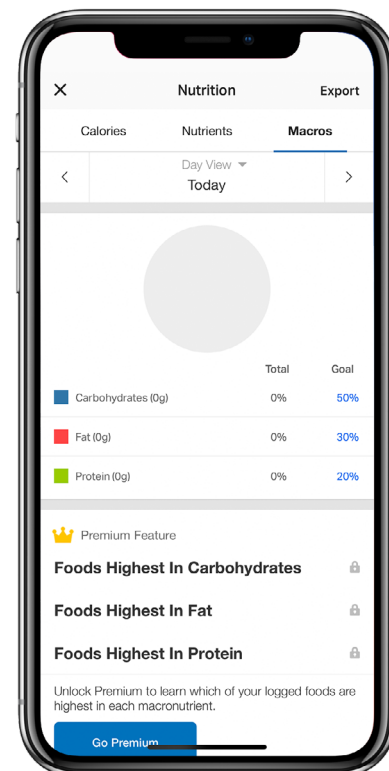 Nutrition Export
Calories Nutrients Macros
Day View
Today
Total Goal
Carbohydrates (0g) 0% 50%
Fat (0g) 0% 30%
Protein (0g) 0% 20%
Premium Feature
Foods Highest In Carbohydrates
Foods Highest In Fat
Foods Highest In Protein
Unlock Premium to learn which of your logged foods are
highest in each macronutrient.
Go Premium